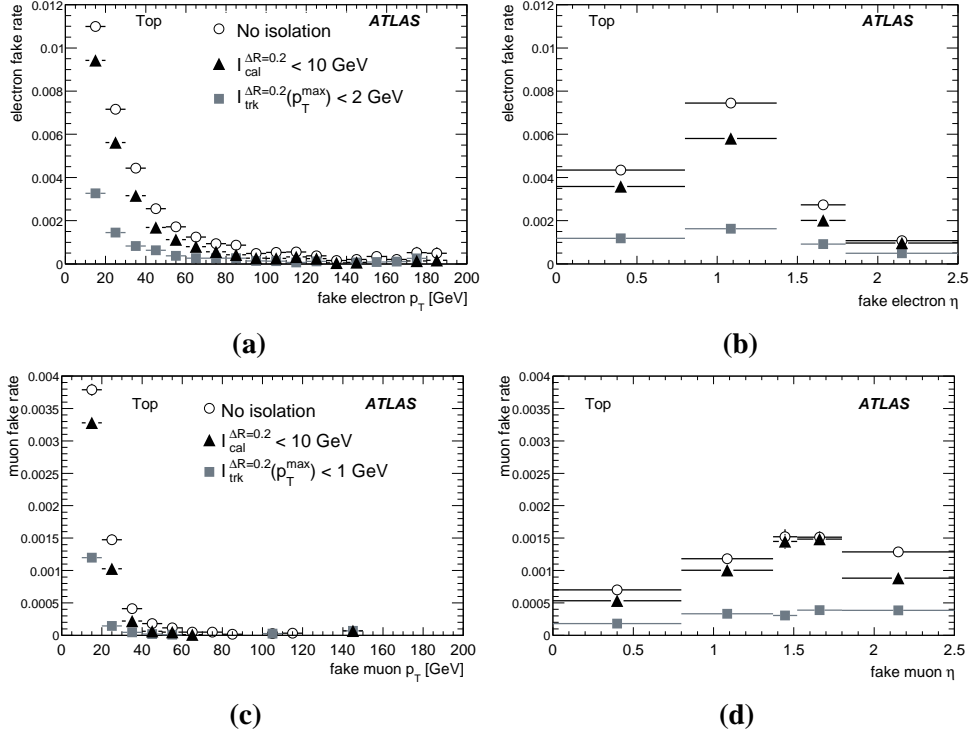 electron fake rate
0.012
0.01
0.008
0.006
0.004
0.002
0
Top
ATLAS
No isolation
I_cal^ΔR=0.2 < 10 GeV
I_trk^ΔR=0.2(p_T^max) < 2 GeV
0 20 40 60 80 100 120 140 160 180 200
fake electron p_T [GeV]
(a)
electron fake rate
0.012
0.01
0.008
0.006
0.004
0.002
0
Top
ATLAS
0 0.5 1 1.5 2 2.5
fake electron η
(b)
muon fake rate
0.004
0.0035
0.003
0.0025
0.002
0.0015
0.001
0.0005
0
Top
ATLAS
No isolation
I_cal^ΔR=0.2 < 10 GeV
I_trk^ΔR=0.2(p_T^max) < 1 GeV
0 20 40 60 80 100 120 140 160 180 200
fake muon p_T [GeV]
(c)
muon fake rate
0.004
0.0035
0.003
0.0025
0.002
0.0015
0.001
0.0005
0
Top
ATLAS
0 0.5 1 1.5 2 2.5
fake muon η
(d)